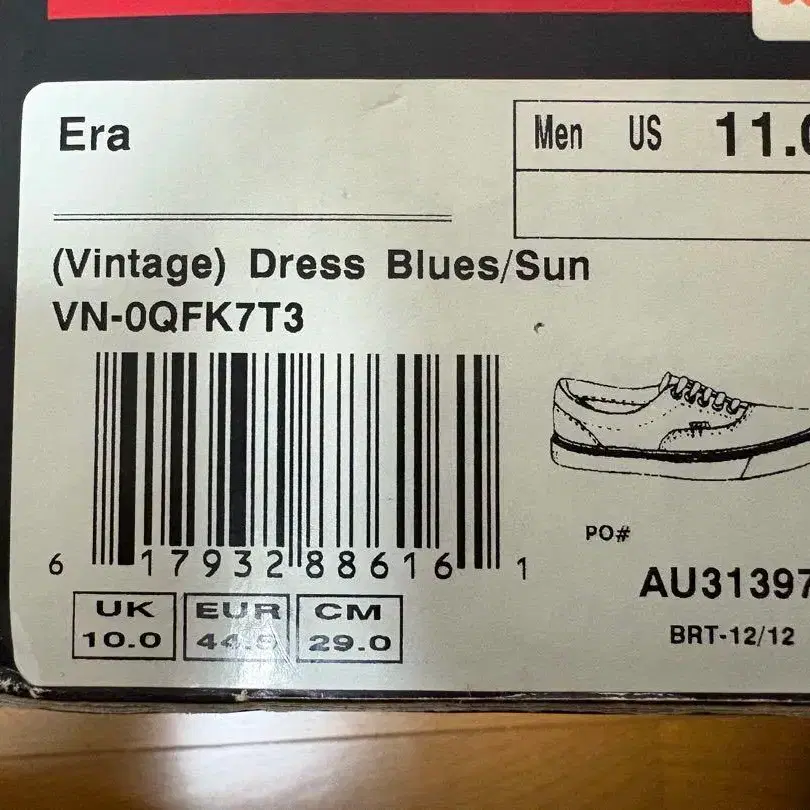 Era
Men US 11.0
(Vintage) Dress Blues/Sun
VN-0QFK7T3
6 17932 88616 1
PO#
AU31397
BRT-12/12
UK EUR CM
10.0 44.5 29.0